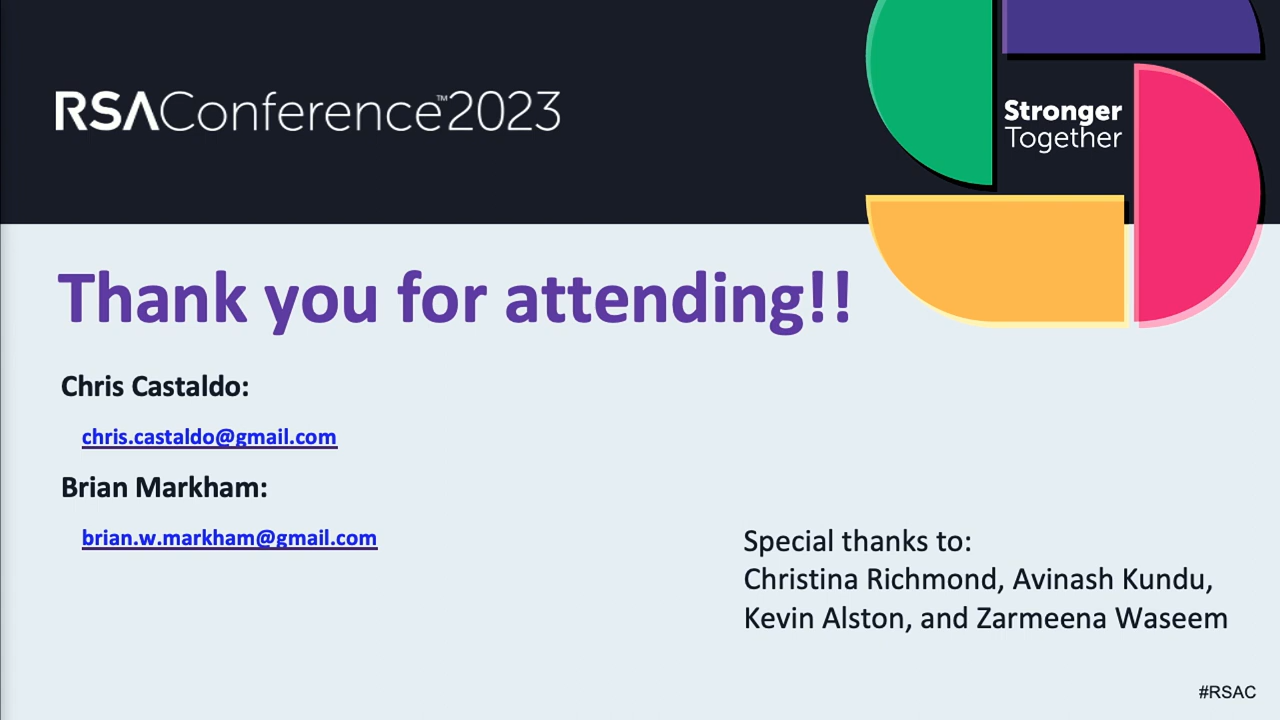 RSAConference™2023
Stronger
Together
Thank you for attending!!
Chris Castaldo:
chris.castaldo@gmail.com
Brian Markham:
brian.w.markham@gmail.com
Special thanks to:
Christina Richmond, Avinash Kundu,
Kevin Alston, and Zarmeena Waseem
#RSAC